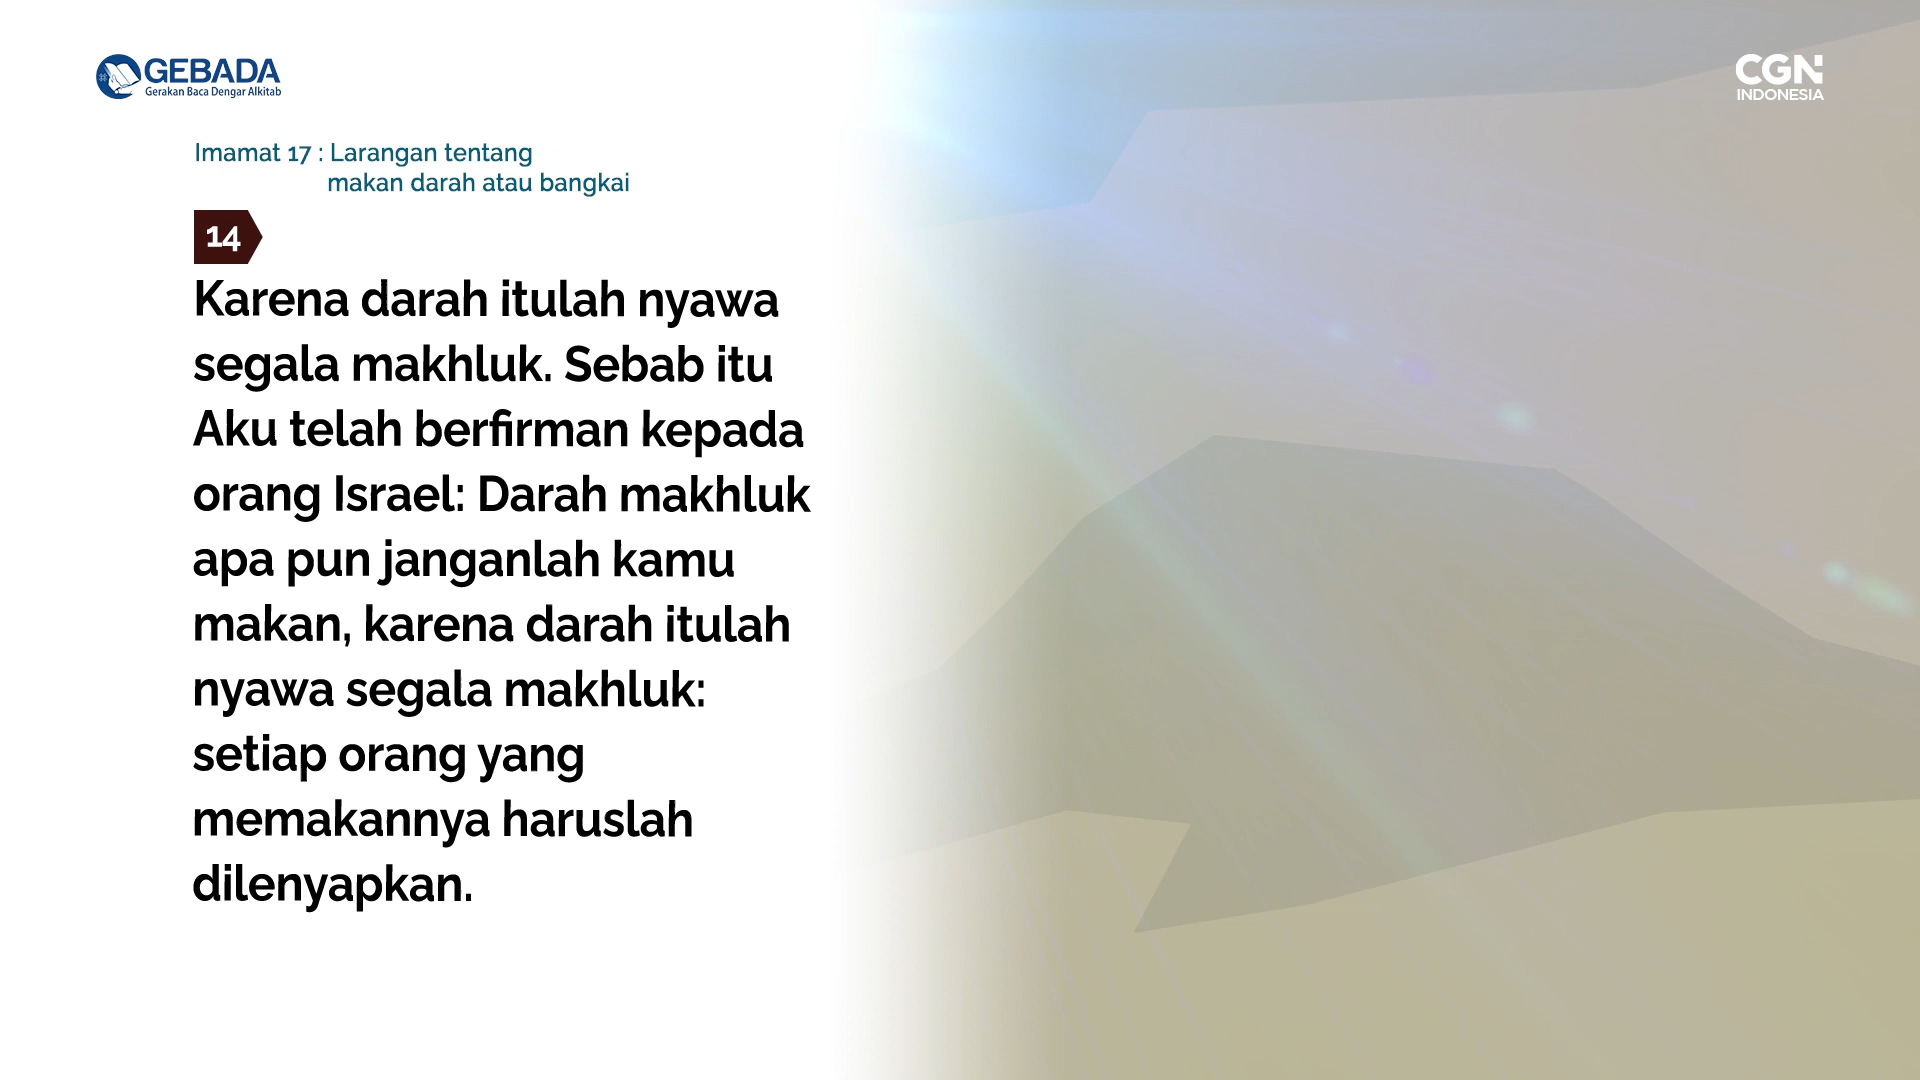 GEBADA
Gerakan Baca Dengar Alkitab
CGN
INDONESIA
Imamat 17 : Larangan tentang
makan darah atau bangkai
14
Karena darah itulah nyawa
segala makhluk. Sebab itu
Aku telah berfirman kepada
orang Israel: Darah makhluk
apa pun janganlah kamu
makan, karena darah itulah
nyawa segala makhluk:
setiap orang yang
memakannya haruslah
dilenyapkan.